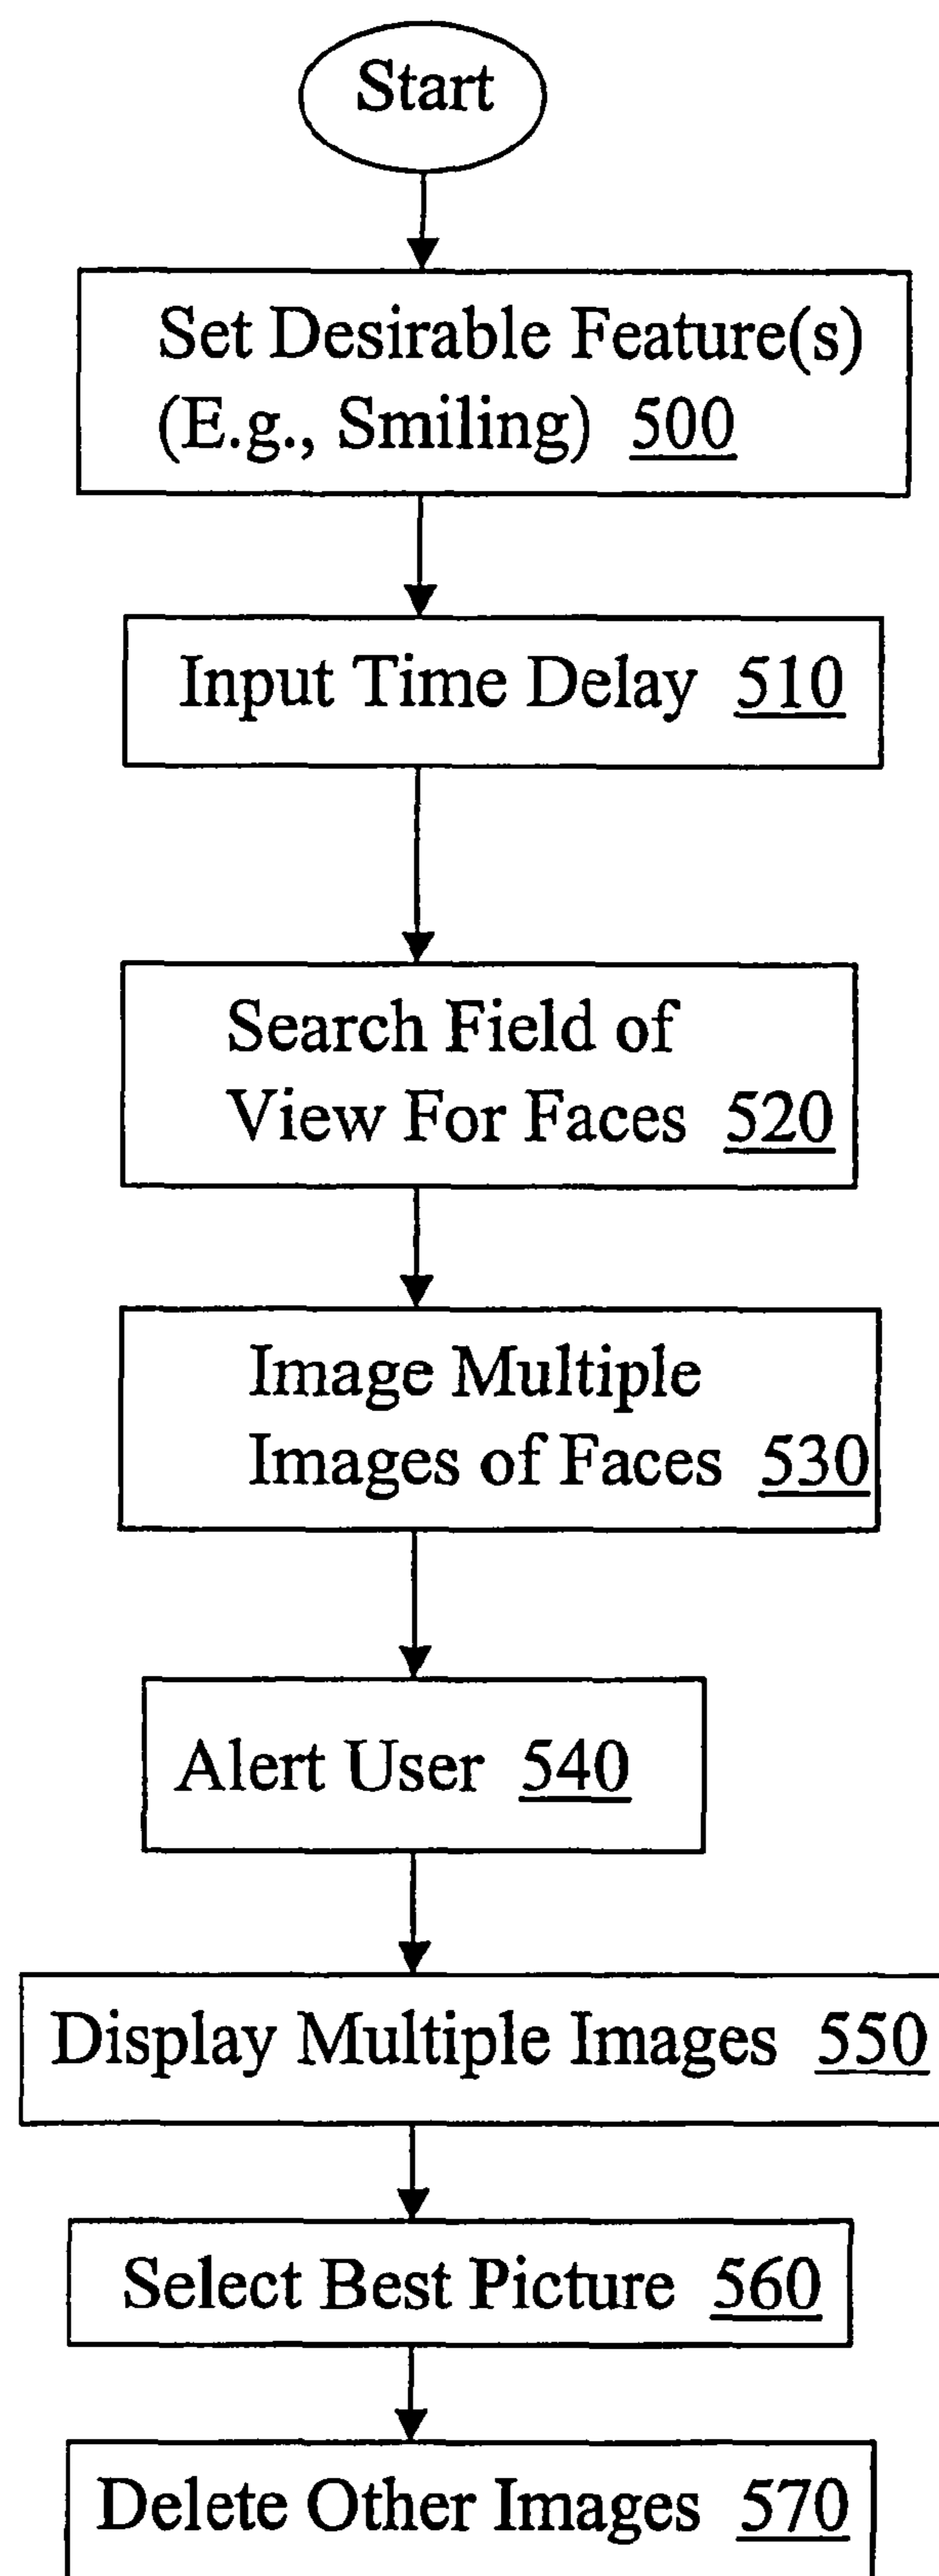 Start
Set Desirable Feature(s)
(E.g., Smiling) 500
Input Time Delay 510
Search Field of
View For Faces 520
Image Multiple
Images of Faces 530
Alert User 540
Display Multiple Images 550
Select Best Picture 560
Delete Other Images 570